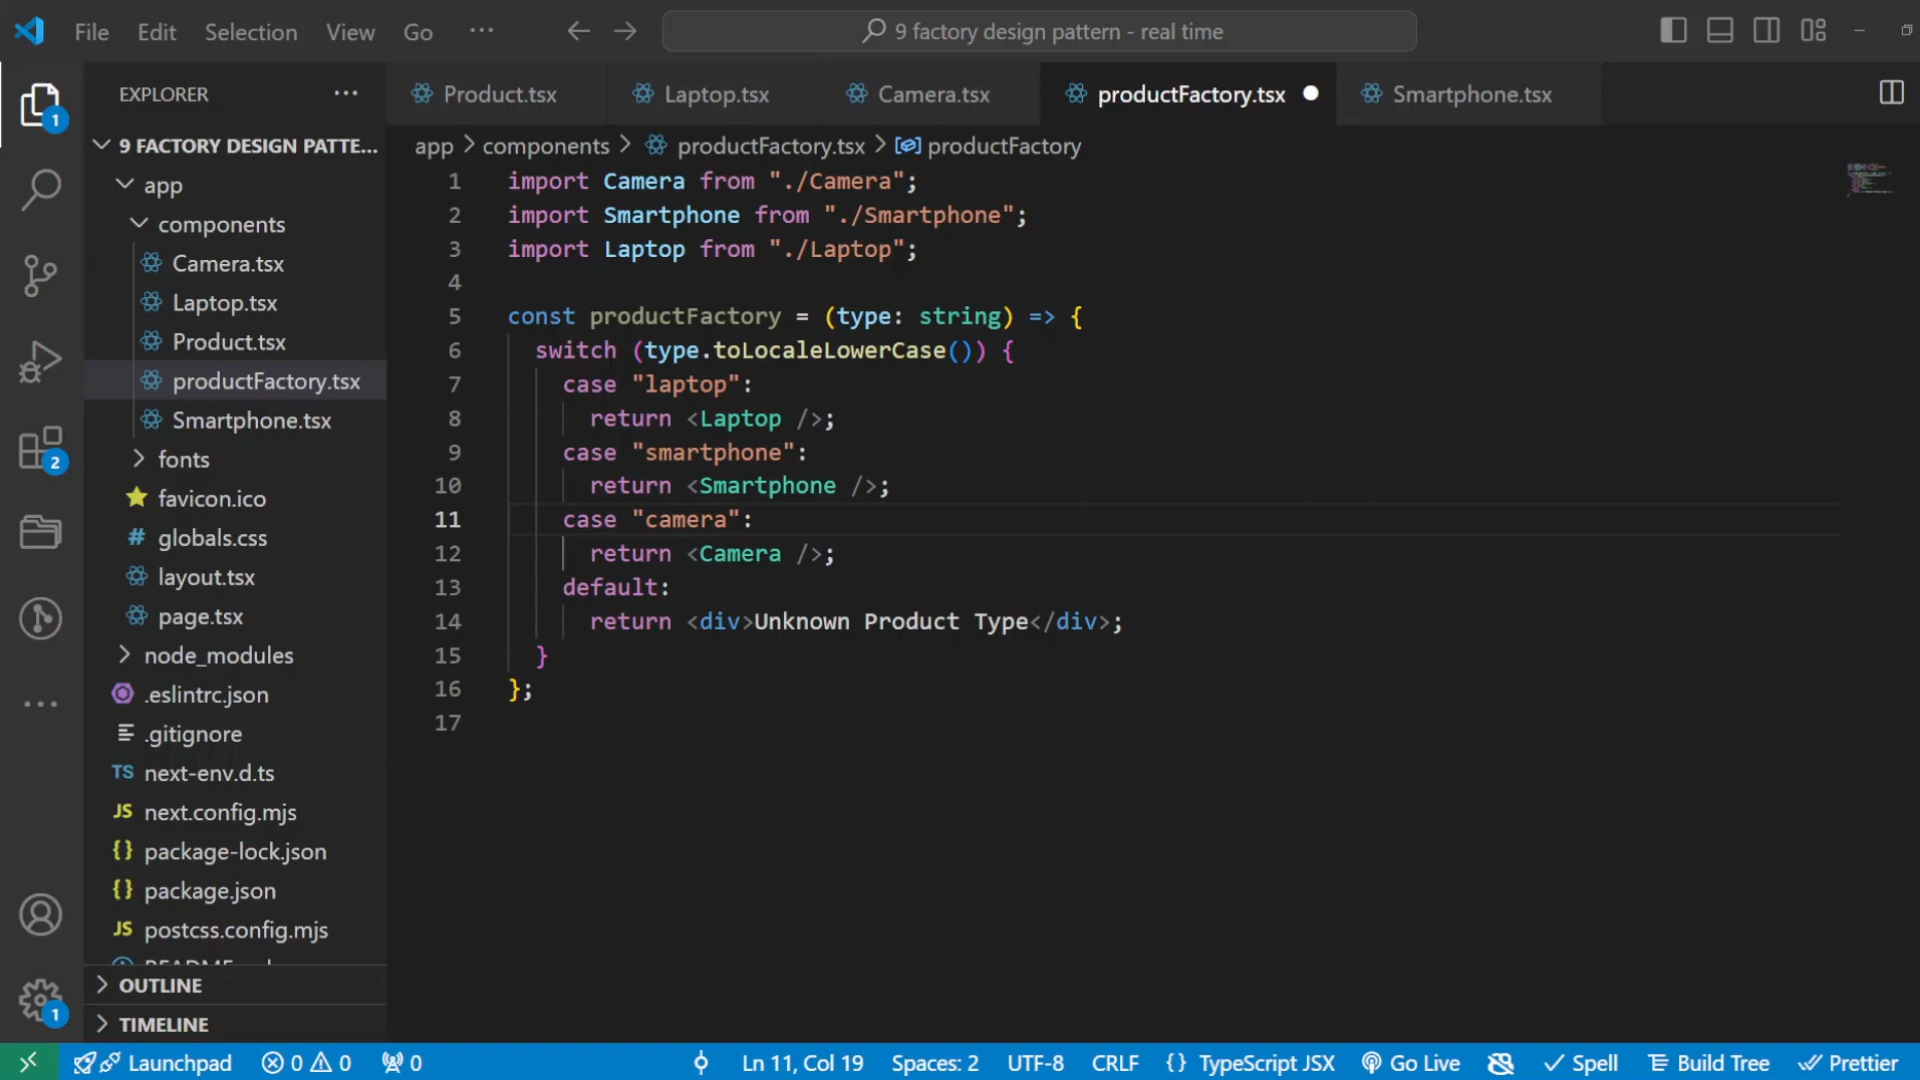 File Edit Selection View Go ···
9 factory design pattern - real time
EXPLORER ···
Product.tsx Laptop.tsx Camera.tsx productFactory.tsx Smartphone.tsx
1
9 FACTORY DESIGN PATTE...
app > components > productFactory.tsx > productFactory
app
components
Camera.tsx
Laptop.tsx
Product.tsx
productFactory.tsx
Smartphone.tsx
fonts
favicon.ico
# globals.css
layout.tsx
page.tsx
node_modules
.eslintrc.json
.gitignore
TS next-env.d.ts
JS next.config.mjs
{} package-lock.json
{} package.json
JS postcss.config.mjs
OUTLINE
TIMELINE
2
1
1 import Camera from "./Camera";
2 import Smartphone from "./Smartphone";
3 import Laptop from "./Laptop";
4
5 const productFactory = (type: string) => {
6 switch (type.toLocaleLowerCase()) {
7 case "laptop":
8 return <Laptop />;
9 case "smartphone":
10 return <Smartphone />;
11 case "camera":
12 return <Camera />;
13 default:
14 return <div>Unknown Product Type</div>;
15 }
16 };
17
Launchpad 0 0 0 Ln 11, Col 19 Spaces: 2 UTF-8 CRLF {} TypeScript JSX Go Live Spell Build Tree Prettier